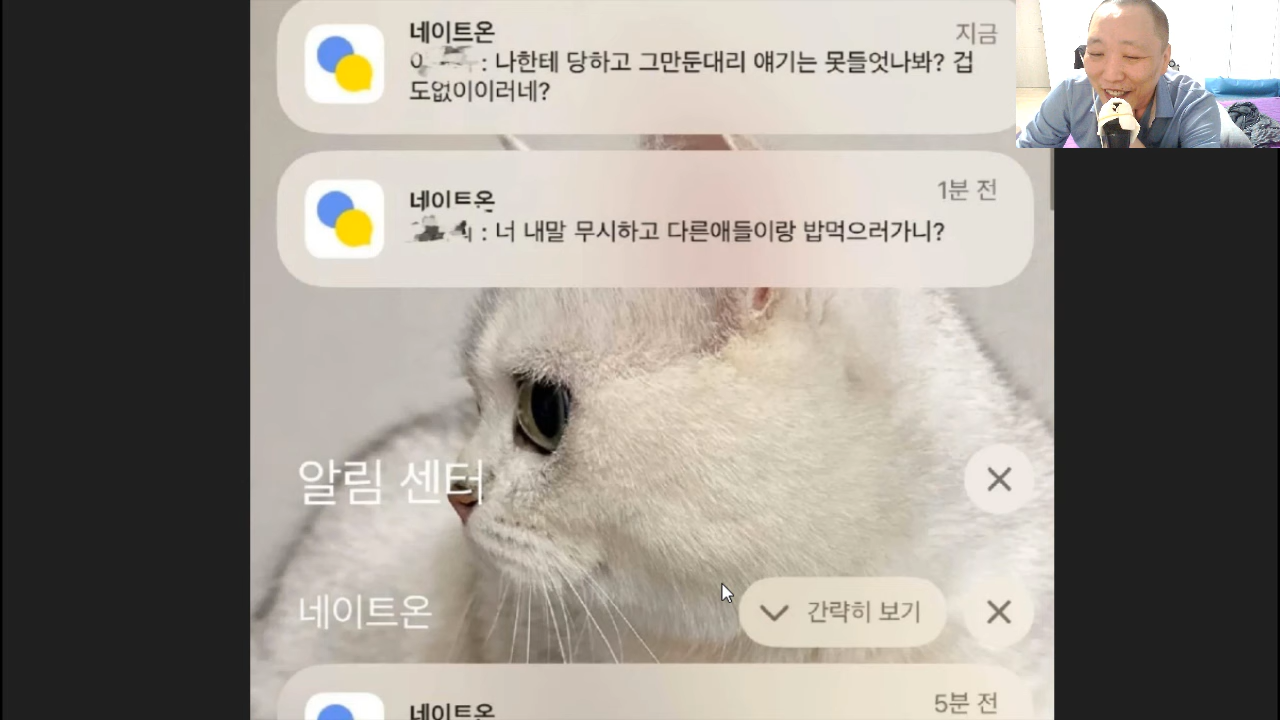 네이트온
지금
: 나한테 당하고 그만둔대리 얘기는 못들엇나봐? 겁
도없이이러네?
네이트온
1분 전
: 너 내말 무시하고 다른애들이랑 밥먹으러가니?
알림 센터
네이트온
간략히 보기
네이트온
5분 전